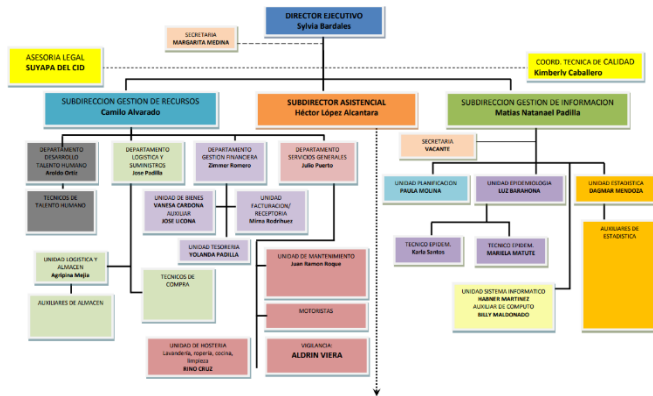 DIRECTOR EJECUTIVO
Sylvia Bardales
SECRETARIA
MARGARITA MEDINA
ASESORIA LEGAL
SUYAPA DEL CID
COORD. TECNICA DE CALIDAD
Kimberly Caballero
SUBDIRECCION GESTION DE RECURSOS
Camilo Alvarado
SUBDIRECTOR ASISTENCIAL
Héctor López Alcantara
SUBDIRECCION GESTION DE INFORMACION
Matias Natanael Padilla
SECRETARIA
VACANTE
DEPARTAMENTO
DESARROLLO
TALENTO HUMANO
Arnldo Ortiz
DEPARTAMENTO
LOGISTICA Y
SUMINISTROS
Jose Padilla
DEPARTAMENTO
GESTION FINANCIERA
Zimmer Romero
DEPARTAMENTO
SERVICIOS GENERALES
Julio Puerto
UNIDAD PLANIFICACION
PAULA MOLINA
UNIDAD EPIDEMIOLOGIA
LUZ BARAHONA
UNIDAD ESTADISTICA
DAGMAR MENDOZA
TECNICOS DE
TALENTO HUMANO
UNIDAD DE BIENES
VANESA CARDONA
AUXILIAR
JOSE UCONA
UNIDAD
FACTURACION/
RECEPTORIA
Mirna Rodrihuez
AUXILIARES DE
ESTADISTICA
UNIDAD TESORERIA
YOLANDA PADILLA
TECNICO EPIDEM.
Karla Santos
TECNICO EPIDEM.
MARIELA MATUTE
UNIDAD LOGISTICA Y
ALMACEN
Agripina Majia
TECNICOS DE
COMPRA
UNIDAD DE MANTENIMIENTO
Juan Ramon Roque
UNIDAD SISTEMA INFORMATICO
HABNER MARTINEZ
AUXILIAR DE COMPUTO
BILLY MALDONADO
AUXILIARES DE ALMACEN
MOTORISTAS
UNIDAD DE HOSTERIA
Lavandería, ropería, cocina,
limpieza
RINO CRUZ
VIGILANCIA:
ALDRIN VIERA